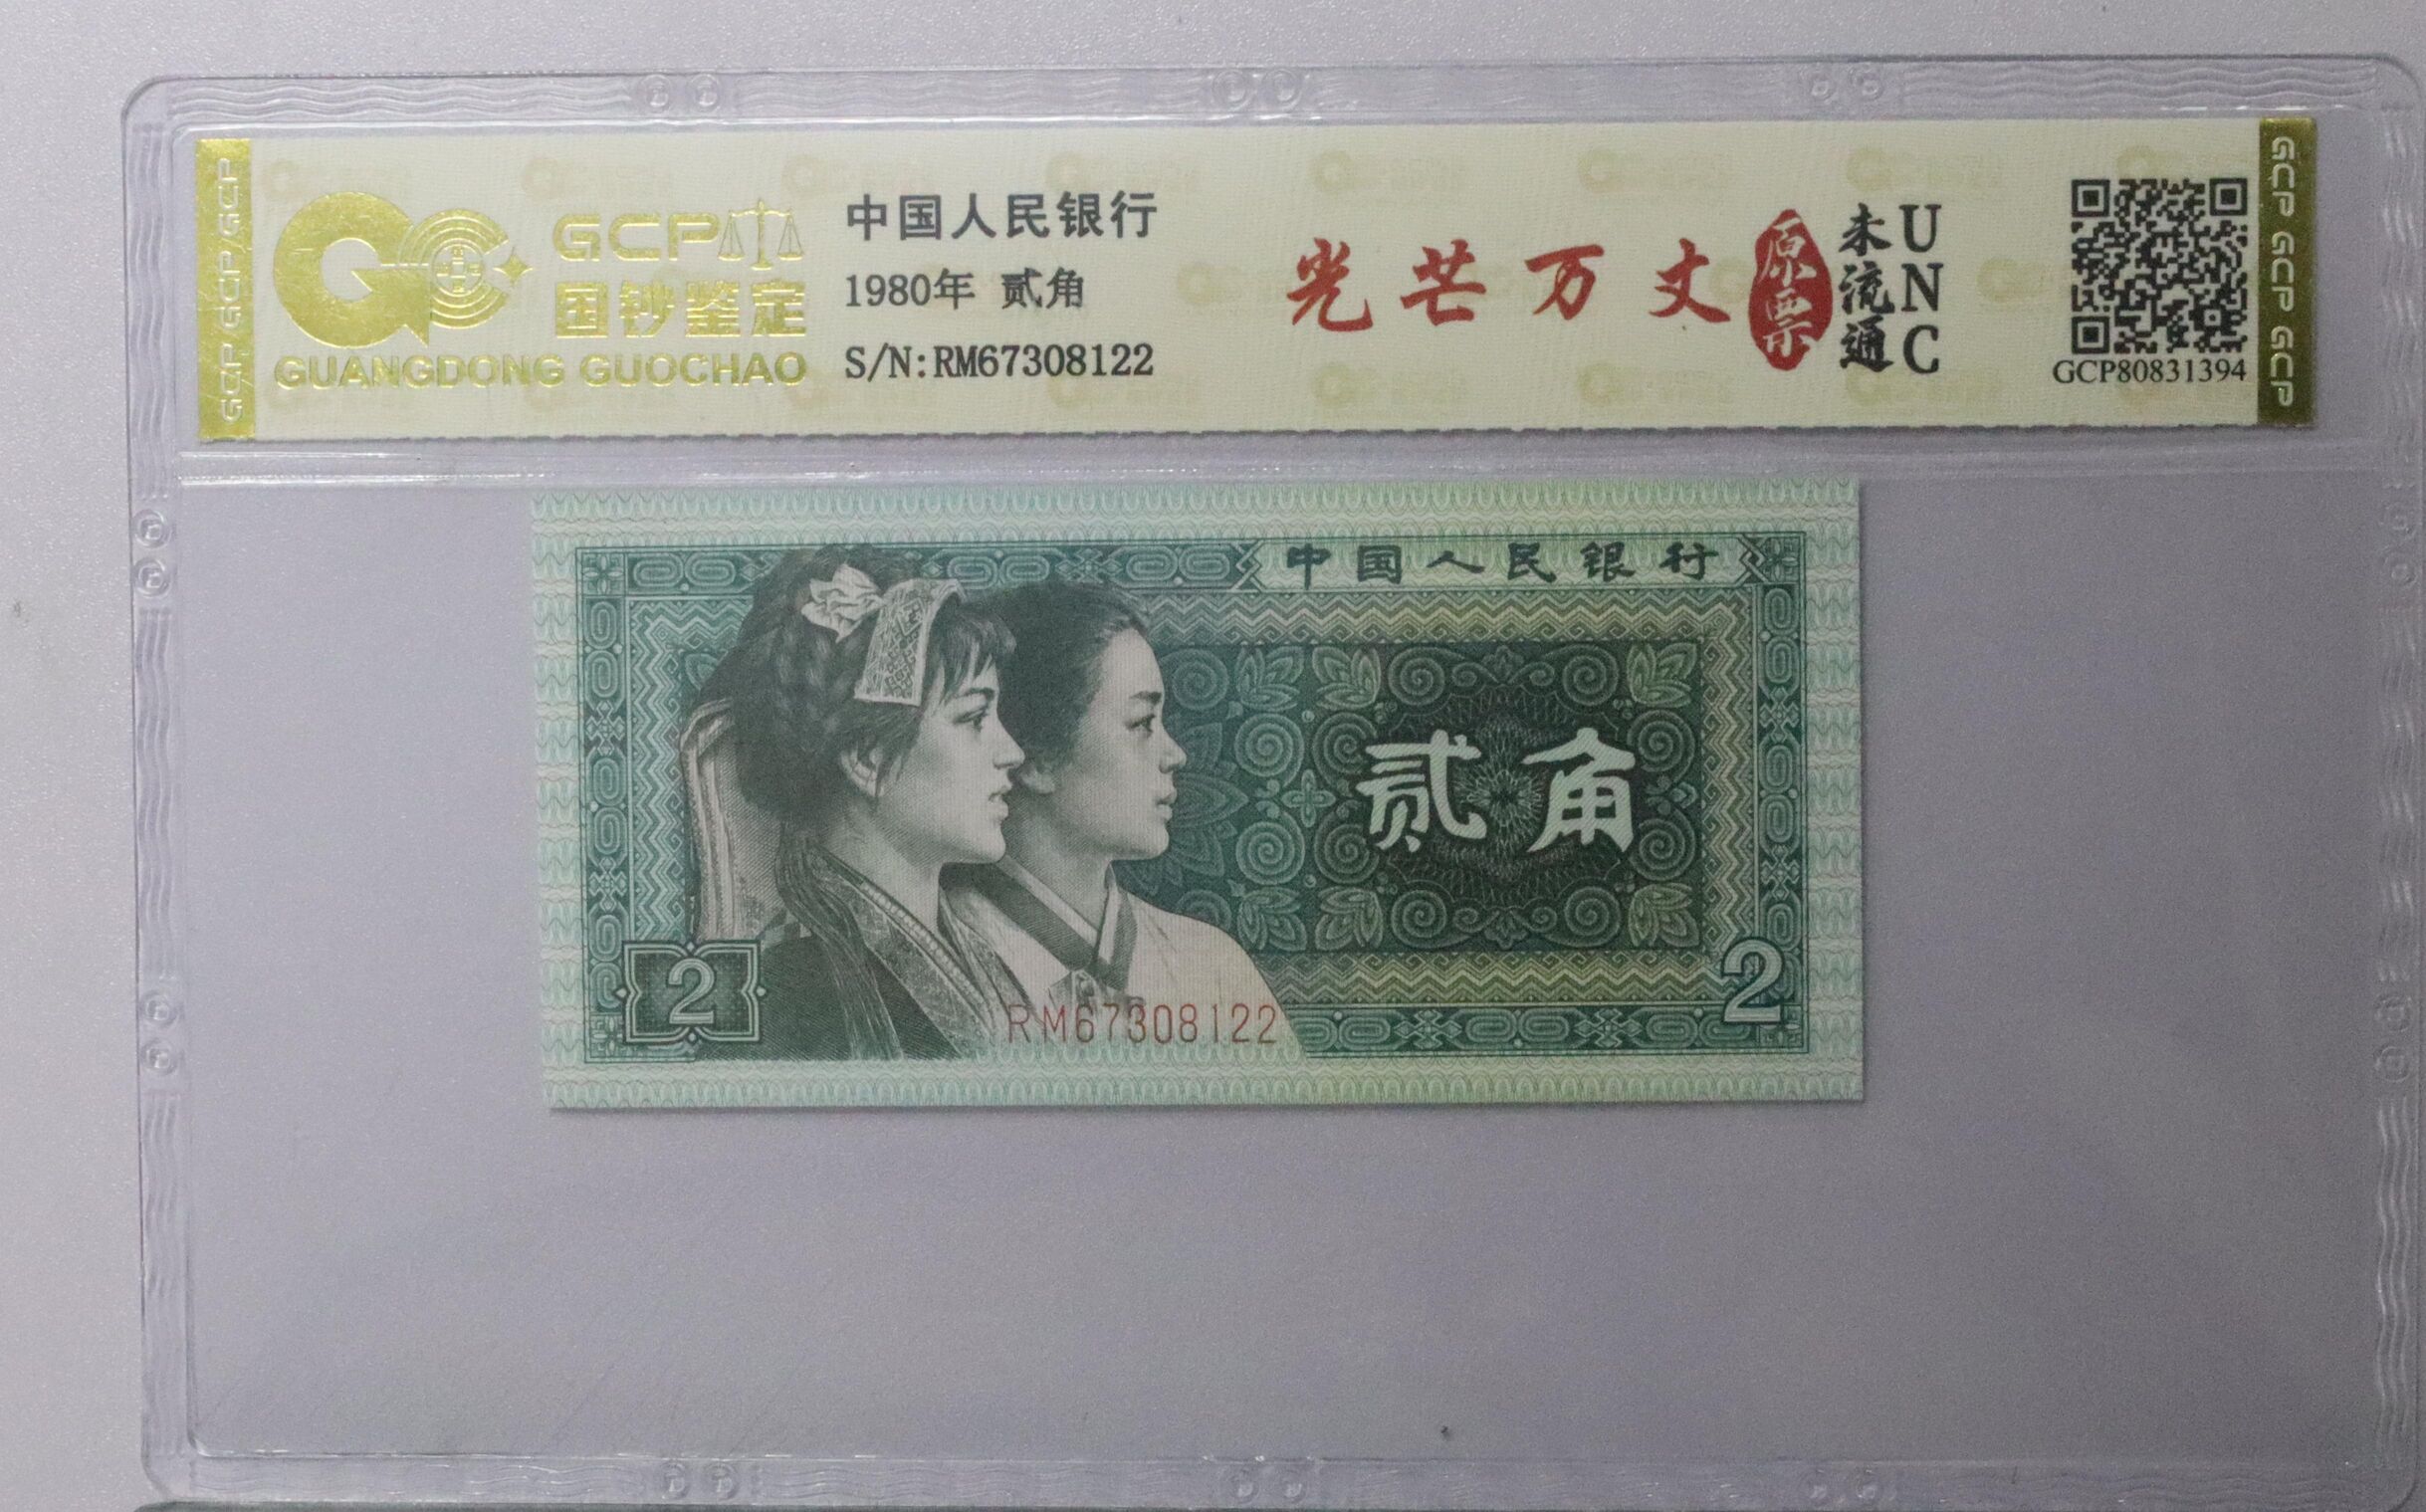 GCP GCP GCP
GCP
国钞鉴定
GUANGDONG GUOCHAO
中国人民银行
1980年 贰角
S/N:RM67308122
光芒万丈
原票
未流通
UNC
GCP80831394
GCP GCP GCP
中国人民银行
贰角
2
RM67308122
2